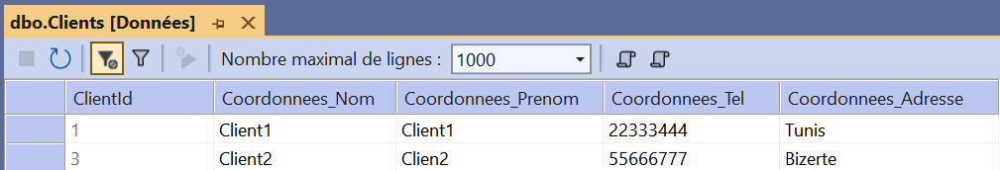 dbo.Clients [Données]
Nombre maximal de lignes : 1000
ClientId Coordonnees_Nom Coordonnees_Prenom Coordonnees_Tel Coordonnees_Adresse
1 Client1 Client1 22333444 Tunis
3 Client2 Clien2 55666777 Bizerte